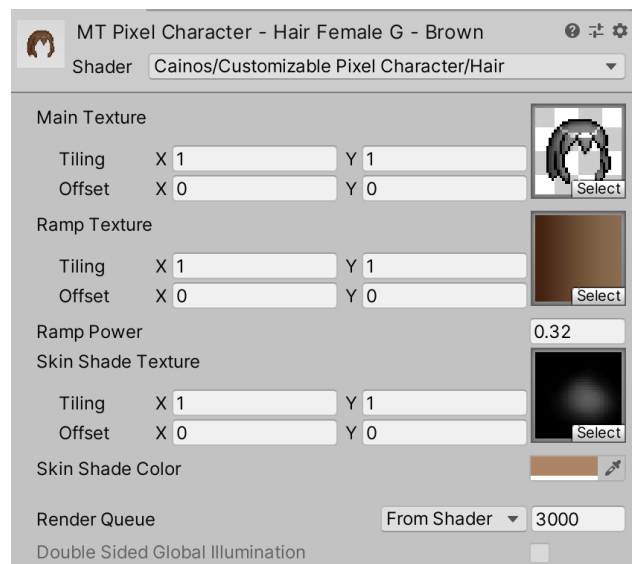 MT Pixel Character - Hair Female G - Brown
Shader Cainos/Customizable Pixel Character/Hair
Main Texture
Tiling X 1 Y 1
Offset X 0 Y 0
Select
Ramp Texture
Tiling X 1 Y 1
Offset X 0 Y 0
Select
Ramp Power 0.32
Skin Shade Texture
Tiling X 1 Y 1
Offset X 0 Y 0
Select
Skin Shade Color
Render Queue From Shader 3000
Double Sided Global Illumination